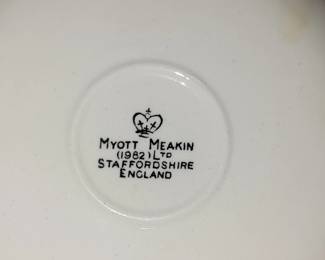 MYOTT MEAKIN
(1982) LTD
STAFFORDSHIRE
ENGLAND